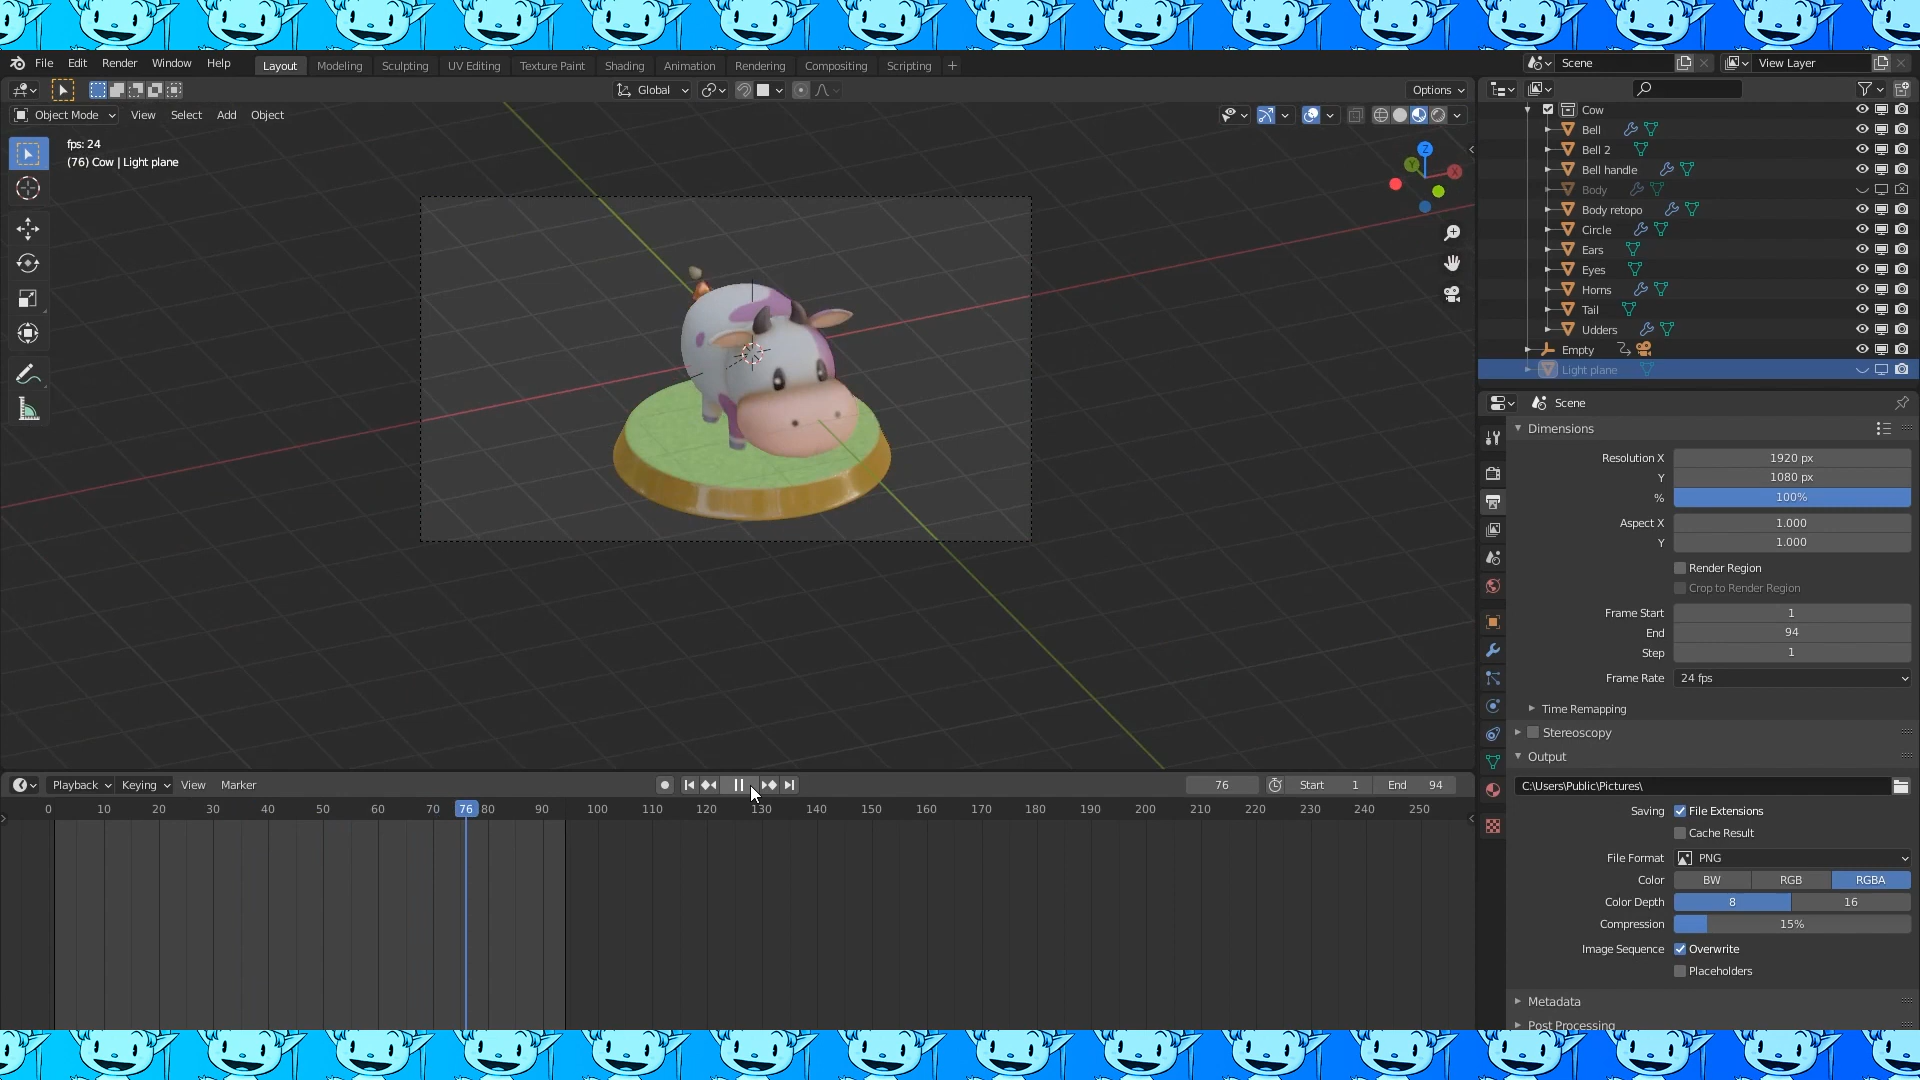 File Edit Render Window Help Layout Modeling Sculpting UV Editing Texture Paint Shading Animation Rendering Compositing Scripting + Scene View Layer
Global Options
Object Mode View Select Add Object
fps: 24
(76) Cow | Light plane
Z
Y
X
Cow
Bell
Bell 2
Bell handle
Body
Body retopo
Circle
Ears
Eyes
Horns
Tail
Udders
Empty
Light plane
Scene
Dimensions
Resolution X 1920 px
Y 1080 px
% 100%
Aspect X 1.000
Y 1.000
Render Region
Crop to Render Region
Frame Start 1
End 94
Step 1
Frame Rate 24 fps
Time Remapping
Stereoscopy
Output
C:\Users\Public\Pictures\
Saving File Extensions
Cache Result
File Format PNG
Color BW RGB RGBA
Color Depth 8 16
Compression 15%
Image Sequence Overwrite
Placeholders
Metadata
Post Processing
Playback Keying View Marker 76 Start 1 End 94
0 10 20 30 40 50 60 70 76 80 90 100 110 120 130 140 150 160 170 180 190 200 210 220 230 240 250